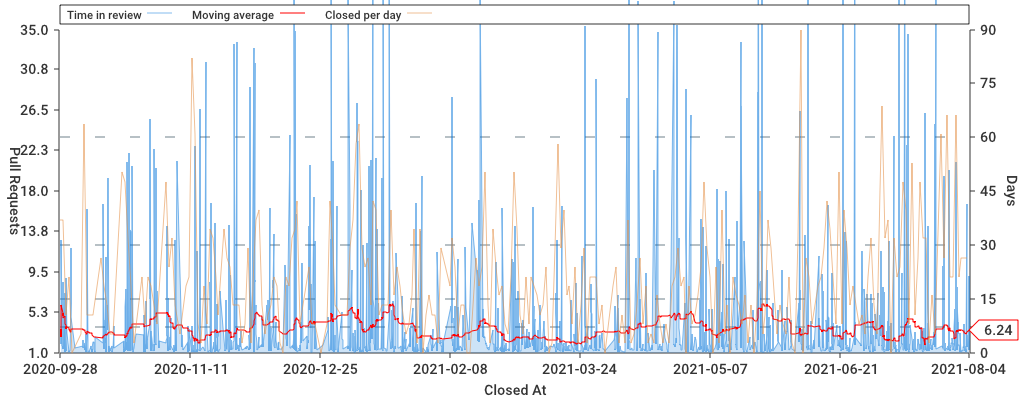 Time in review Moving average Closed per day
35.0 90
30.8 75
26.5 60
22.3 45
18.0 30
13.8 15
9.5 0
5.3
1.0
Pull Requests
Days
6.24
2020-09-28 2020-11-11 2020-12-25 2021-02-08 2021-03-24 2021-05-07 2021-06-21 2021-08-04
Closed At